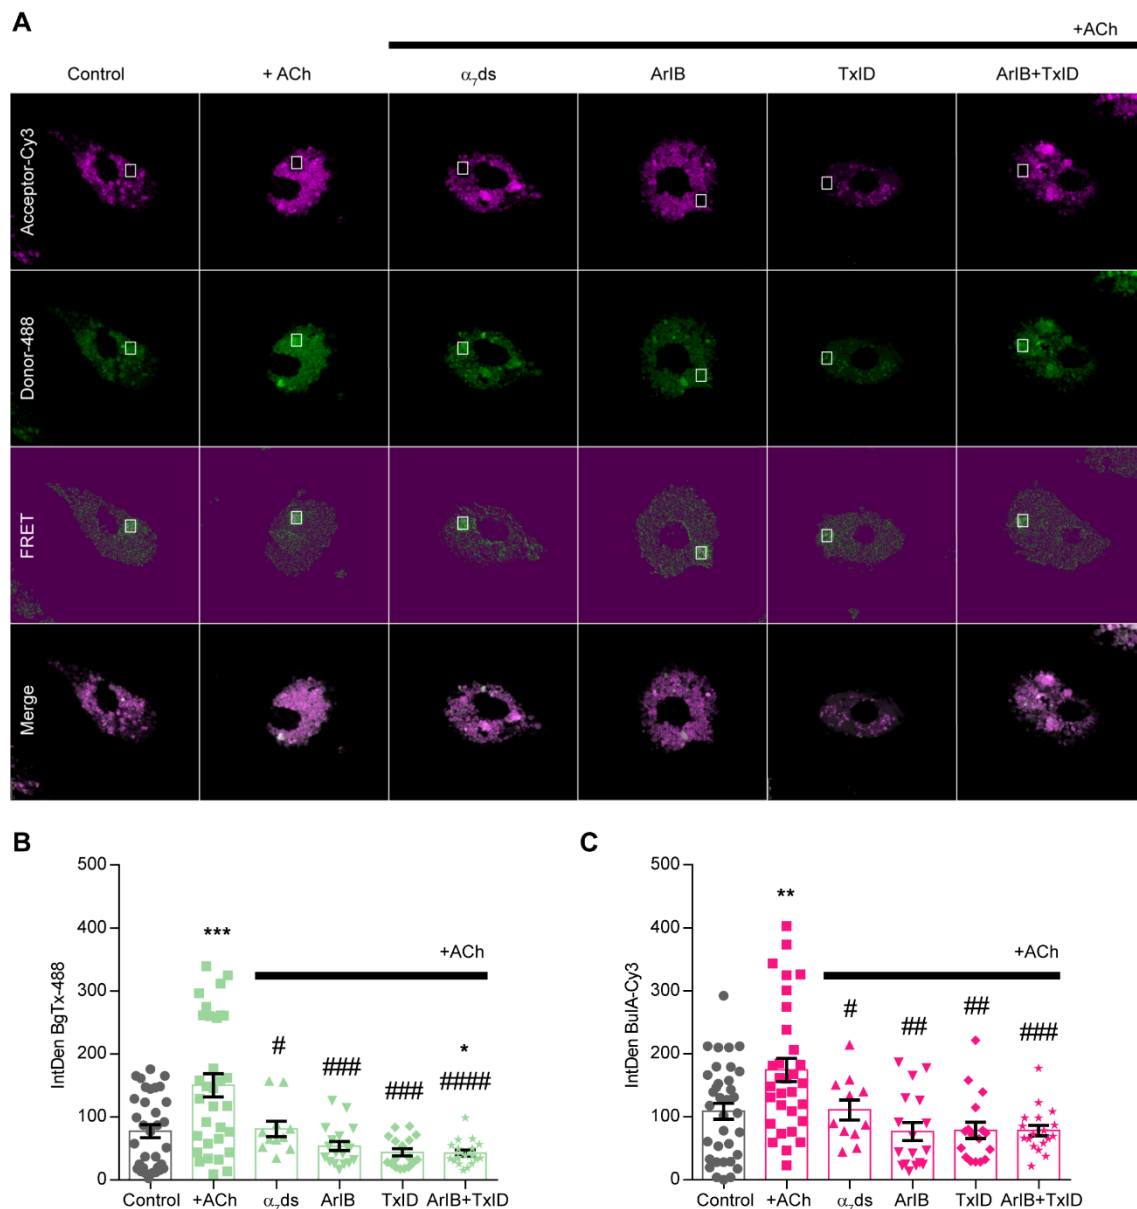 A
+ACh
Control
+ ACh
α₇ds
ArIB
TxID
ArIB+TxID
Acceptor-Cy3
Donor-488
FRET
Merge
B
IntDen BgTx-488
500
400
300
200
100
0
***
+ACh
#
###
###
*
####
Control
+ACh
α₇ds
ArIB
TxID
ArIB+TxID
C
IntDen BulA-Cy3
500
400
300
200
100
0
**
+ACh
#
##
##
###
Control
+ACh
α₇ds
ArIB
TxID
ArIB+TxID